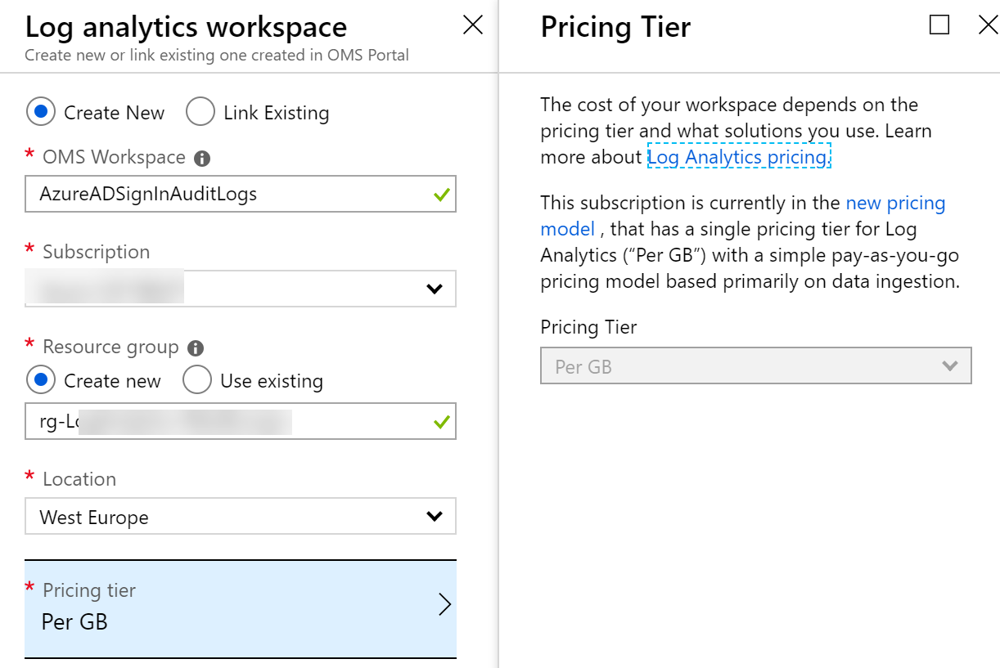 Log analytics workspace
Create new or link existing one created in OMS Portal
Create New
Link Existing
* OMS Workspace
AzureADSignInAuditLogs
* Subscription
* Resource group
Create new
Use existing
* Location
West Europe
* Pricing tier
Per GB
Pricing Tier
The cost of your workspace depends on the
pricing tier and what solutions you use. Learn
more about Log Analytics pricing.
This subscription is currently in the new pricing
model , that has a single pricing tier for Log
Analytics (“Per GB”) with a simple pay-as-you-go
pricing model based primarily on data ingestion.
Pricing Tier
Per GB